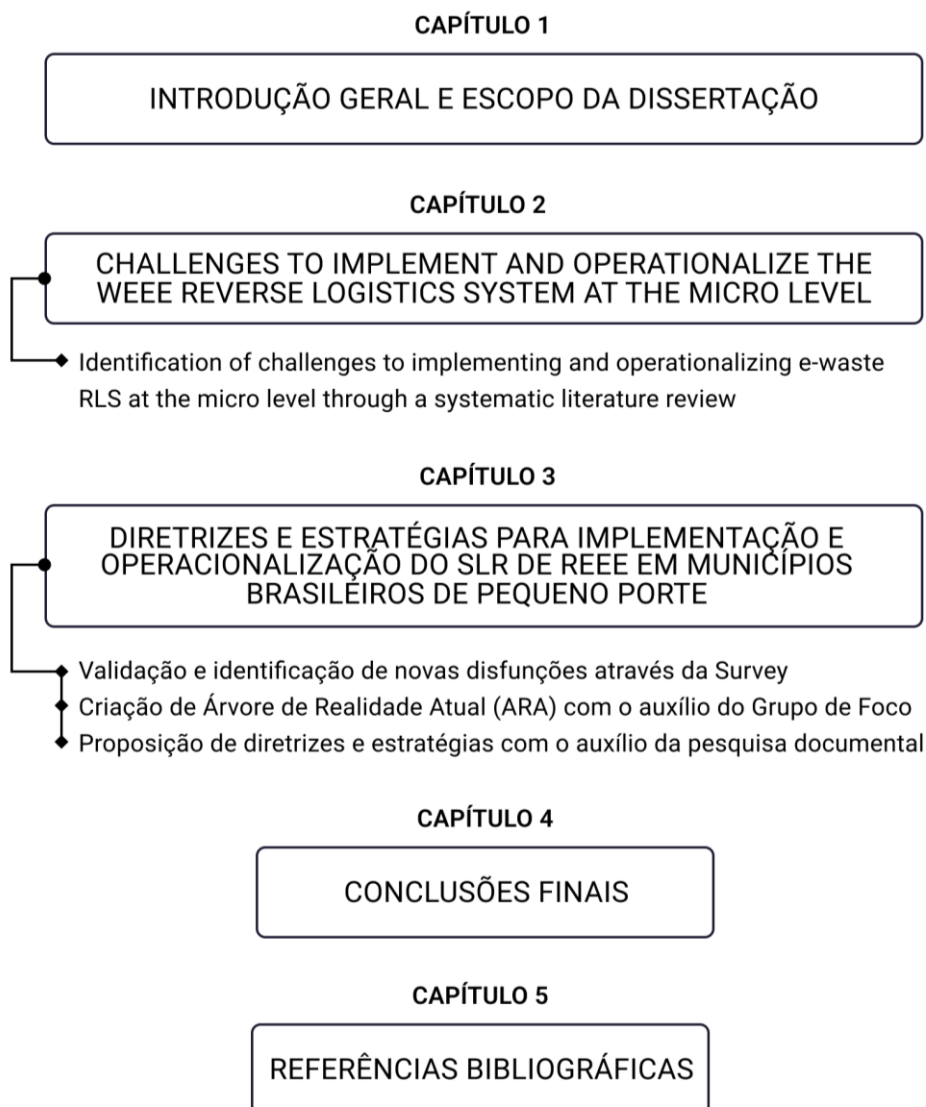 CAPÍTULO 1
INTRODUÇÃO GERAL E ESCOPO DA DISSERTAÇÃO
CAPÍTULO 2
CHALLENGES TO IMPLEMENT AND OPERATIONALIZE THE
WEEE REVERSE LOGISTICS SYSTEM AT THE MICRO LEVEL
Identification of challenges to implementing and operationalizing e-waste
RLS at the micro level through a systematic literature review
CAPÍTULO 3
DIRETRIZES E ESTRATÉGIAS PARA IMPLEMENTAÇÃO E
OPERACIONALIZAÇÃO DO SLR DE REEE EM MUNICÍPIOS
BRASILEIROS DE PEQUENO PORTE
Validação e identificação de novas disfunções através da Survey
Criação de Árvore de Realidade Atual (ARA) com o auxílio do Grupo de Foco
Proposição de diretrizes e estratégias com o auxílio da pesquisa documental
CAPÍTULO 4
CONCLUSÕES FINAIS
CAPÍTULO 5
REFERÊNCIAS BIBLIOGRÁFICAS